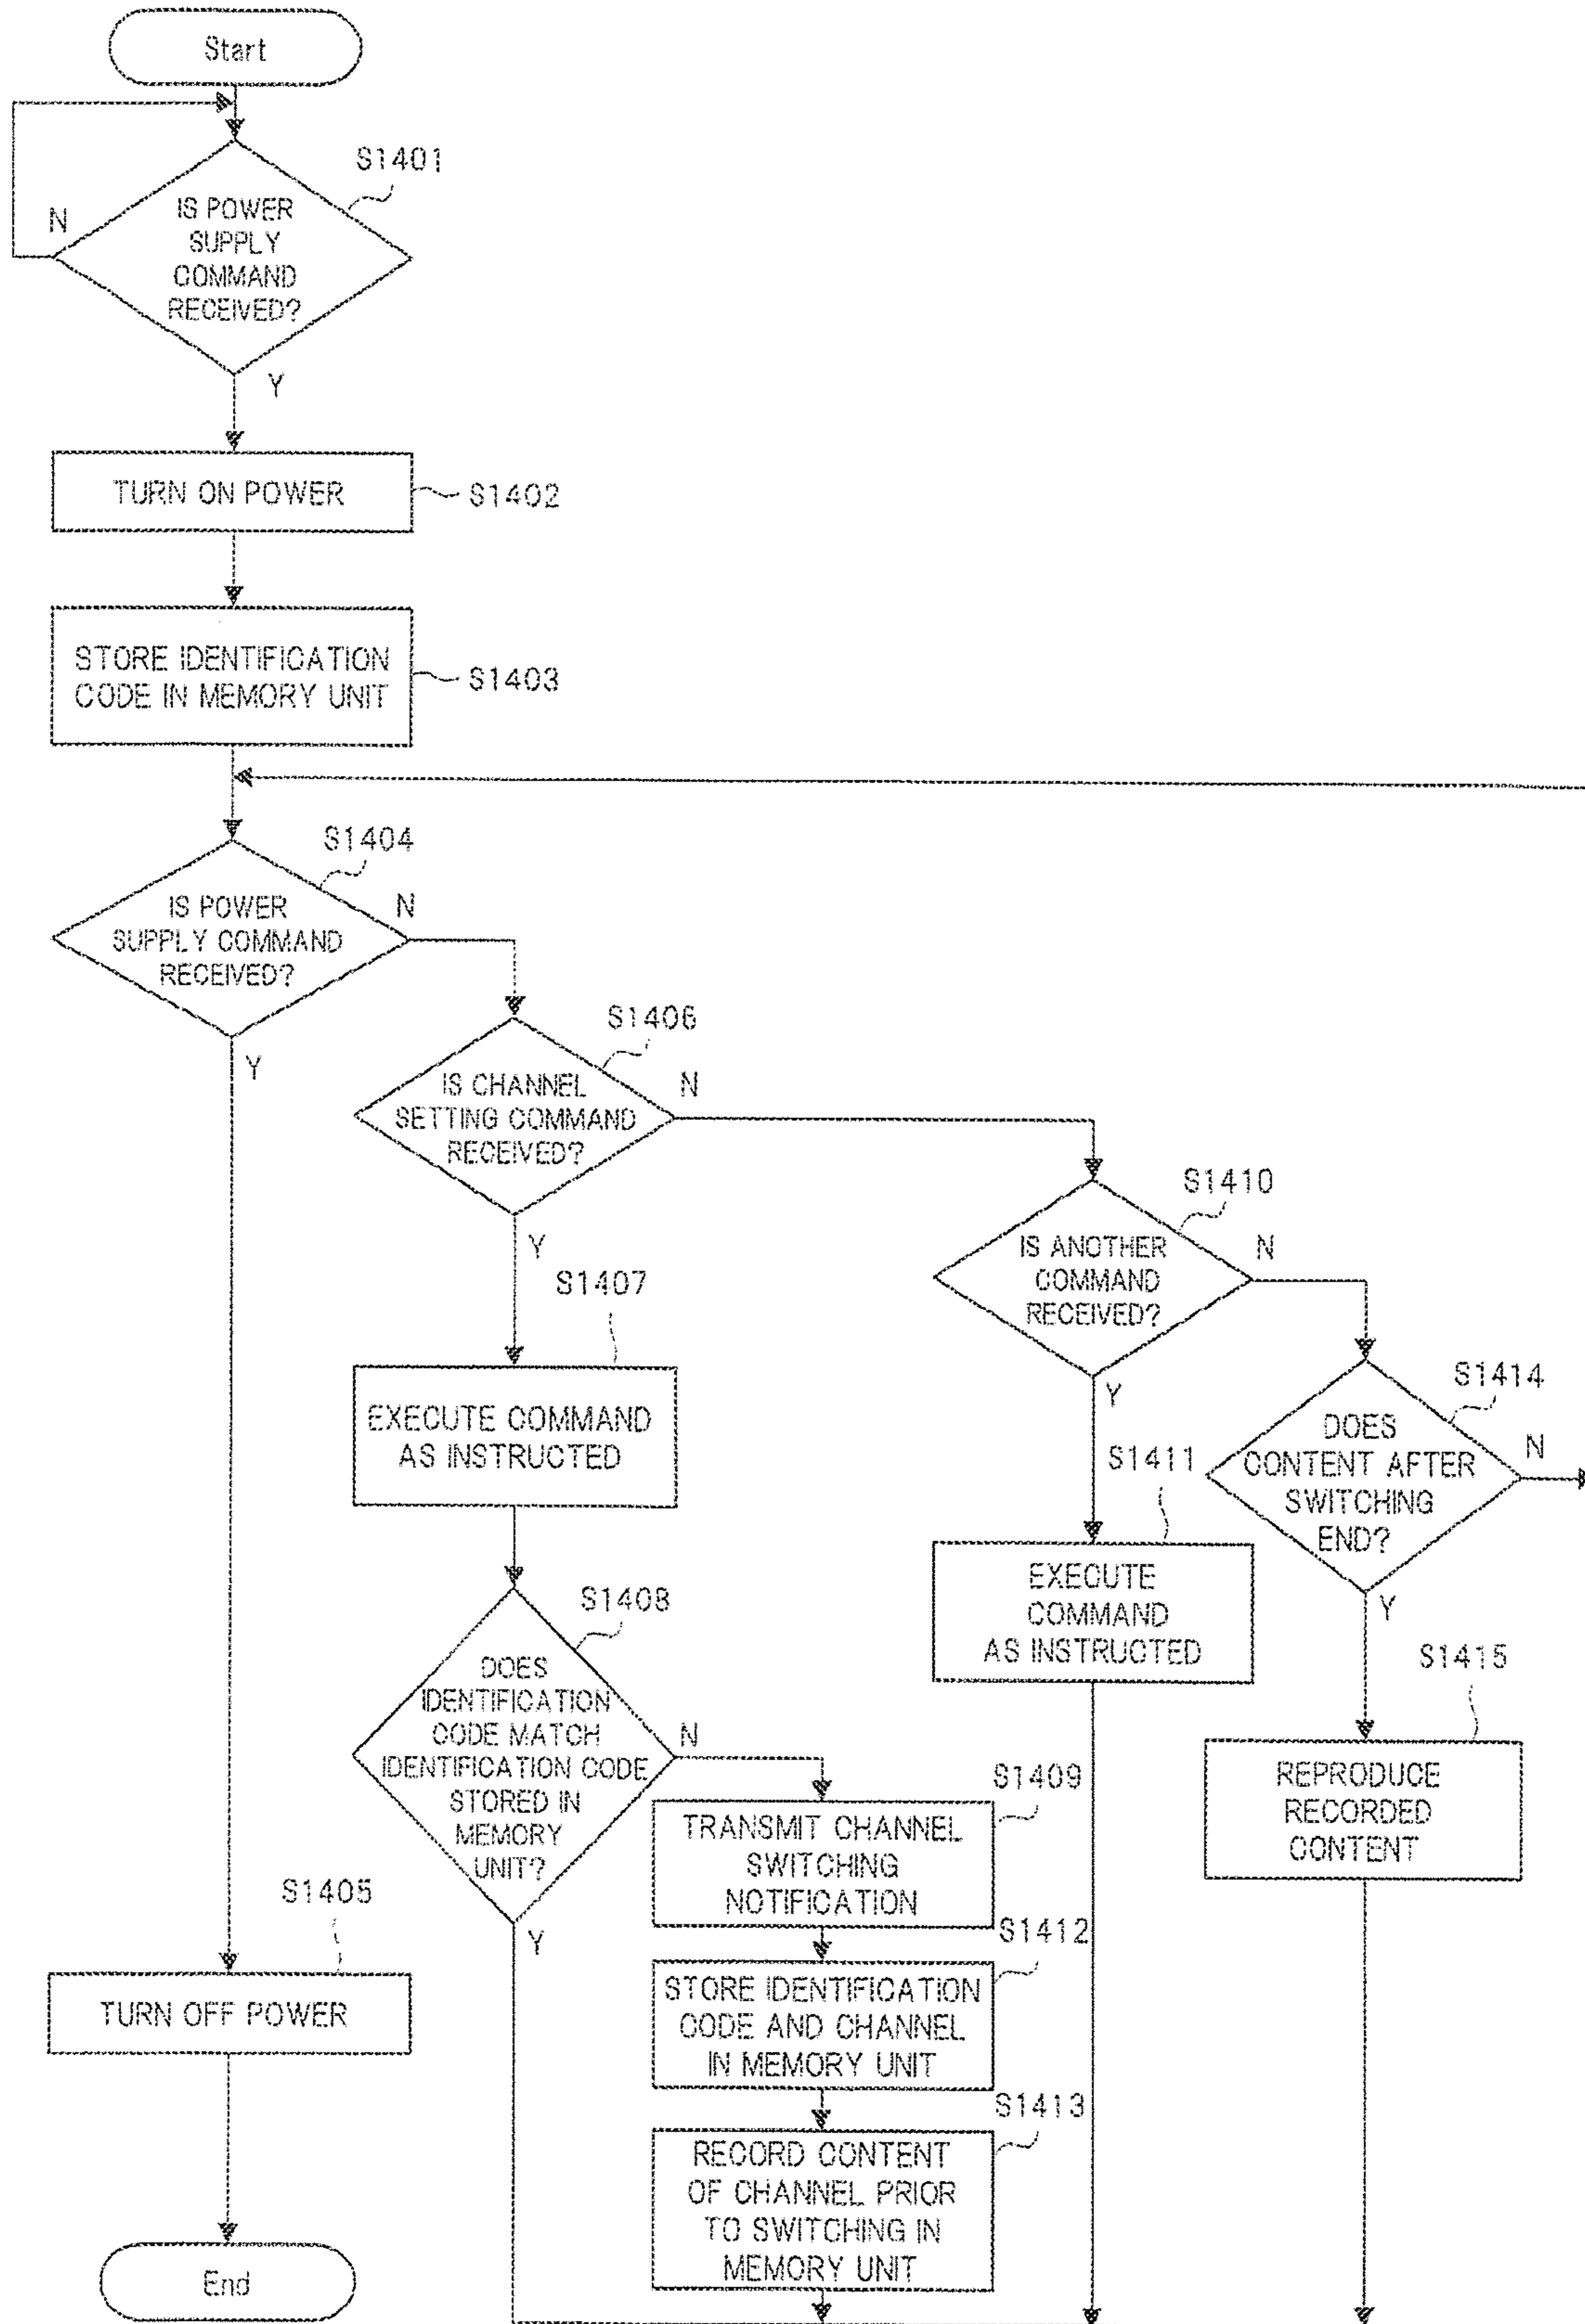 Start
S1401
N
IS POWER
SUPPLY
COMMAND
RECEIVED?
Y
TURN ON POWER
S1402
STORE IDENTIFICATION
CODE IN MEMORY UNIT
S1403
S1404
IS POWER
SUPPLY COMMAND
RECEIVED?
N
Y
S1406
IS CHANNEL
SETTING COMMAND
RECEIVED?
N
Y
S1407
EXECUTE COMMAND
AS INSTRUCTED
S1408
DOES
IDENTIFICATION
CODE MATCH
IDENTIFICATION CODE
STORED IN
MEMORY
UNIT?
N
Y
S1409
TRANSMIT CHANNEL
SWITCHING
NOTIFICATION
S1412
STORE IDENTIFICATION
CODE AND CHANNEL
IN MEMORY UNIT
S1413
RECORD CONTENT
OF CHANNEL PRIOR
TO SWITCHING IN
MEMORY UNIT
S1410
IS ANOTHER
COMMAND
RECEIVED?
N
Y
S1411
EXECUTE
COMMAND
AS INSTRUCTED
S1414
DOES
CONTENT AFTER
SWITCHING
END?
N
Y
S1415
REPRODUCE
RECORDED
CONTENT
S1405
TURN OFF POWER
End